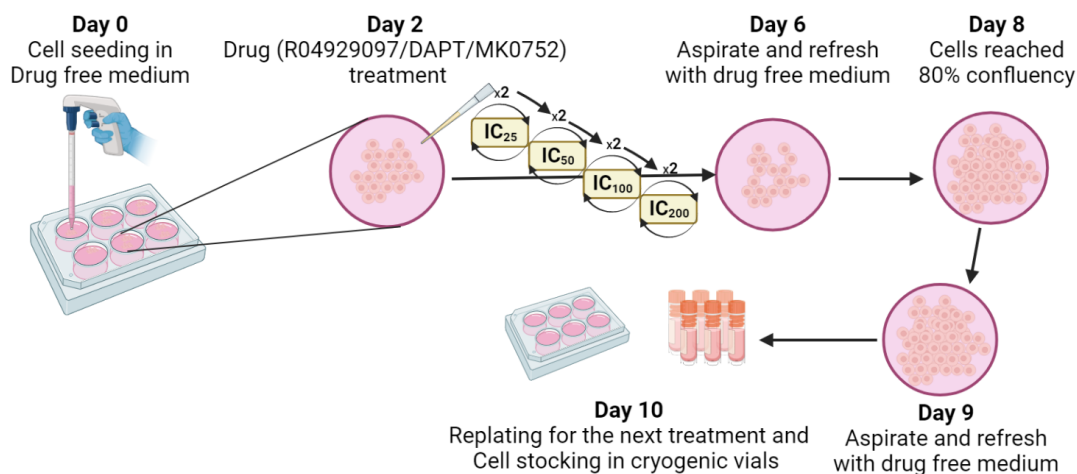 Day 0
Cell seeding in
Drug free medium
Day 2
Drug (R04929097/DAPT/MK0752)
treatment
x2
IC25
x2
IC50
x2
IC100
x2
IC200
Day 6
Aspirate and refresh
with drug free medium
Day 8
Cells reached
80% confluency
Day 9
Aspirate and refresh
with drug free medium
Day 10
Replating for the next treatment and
Cell stocking in cryogenic vials